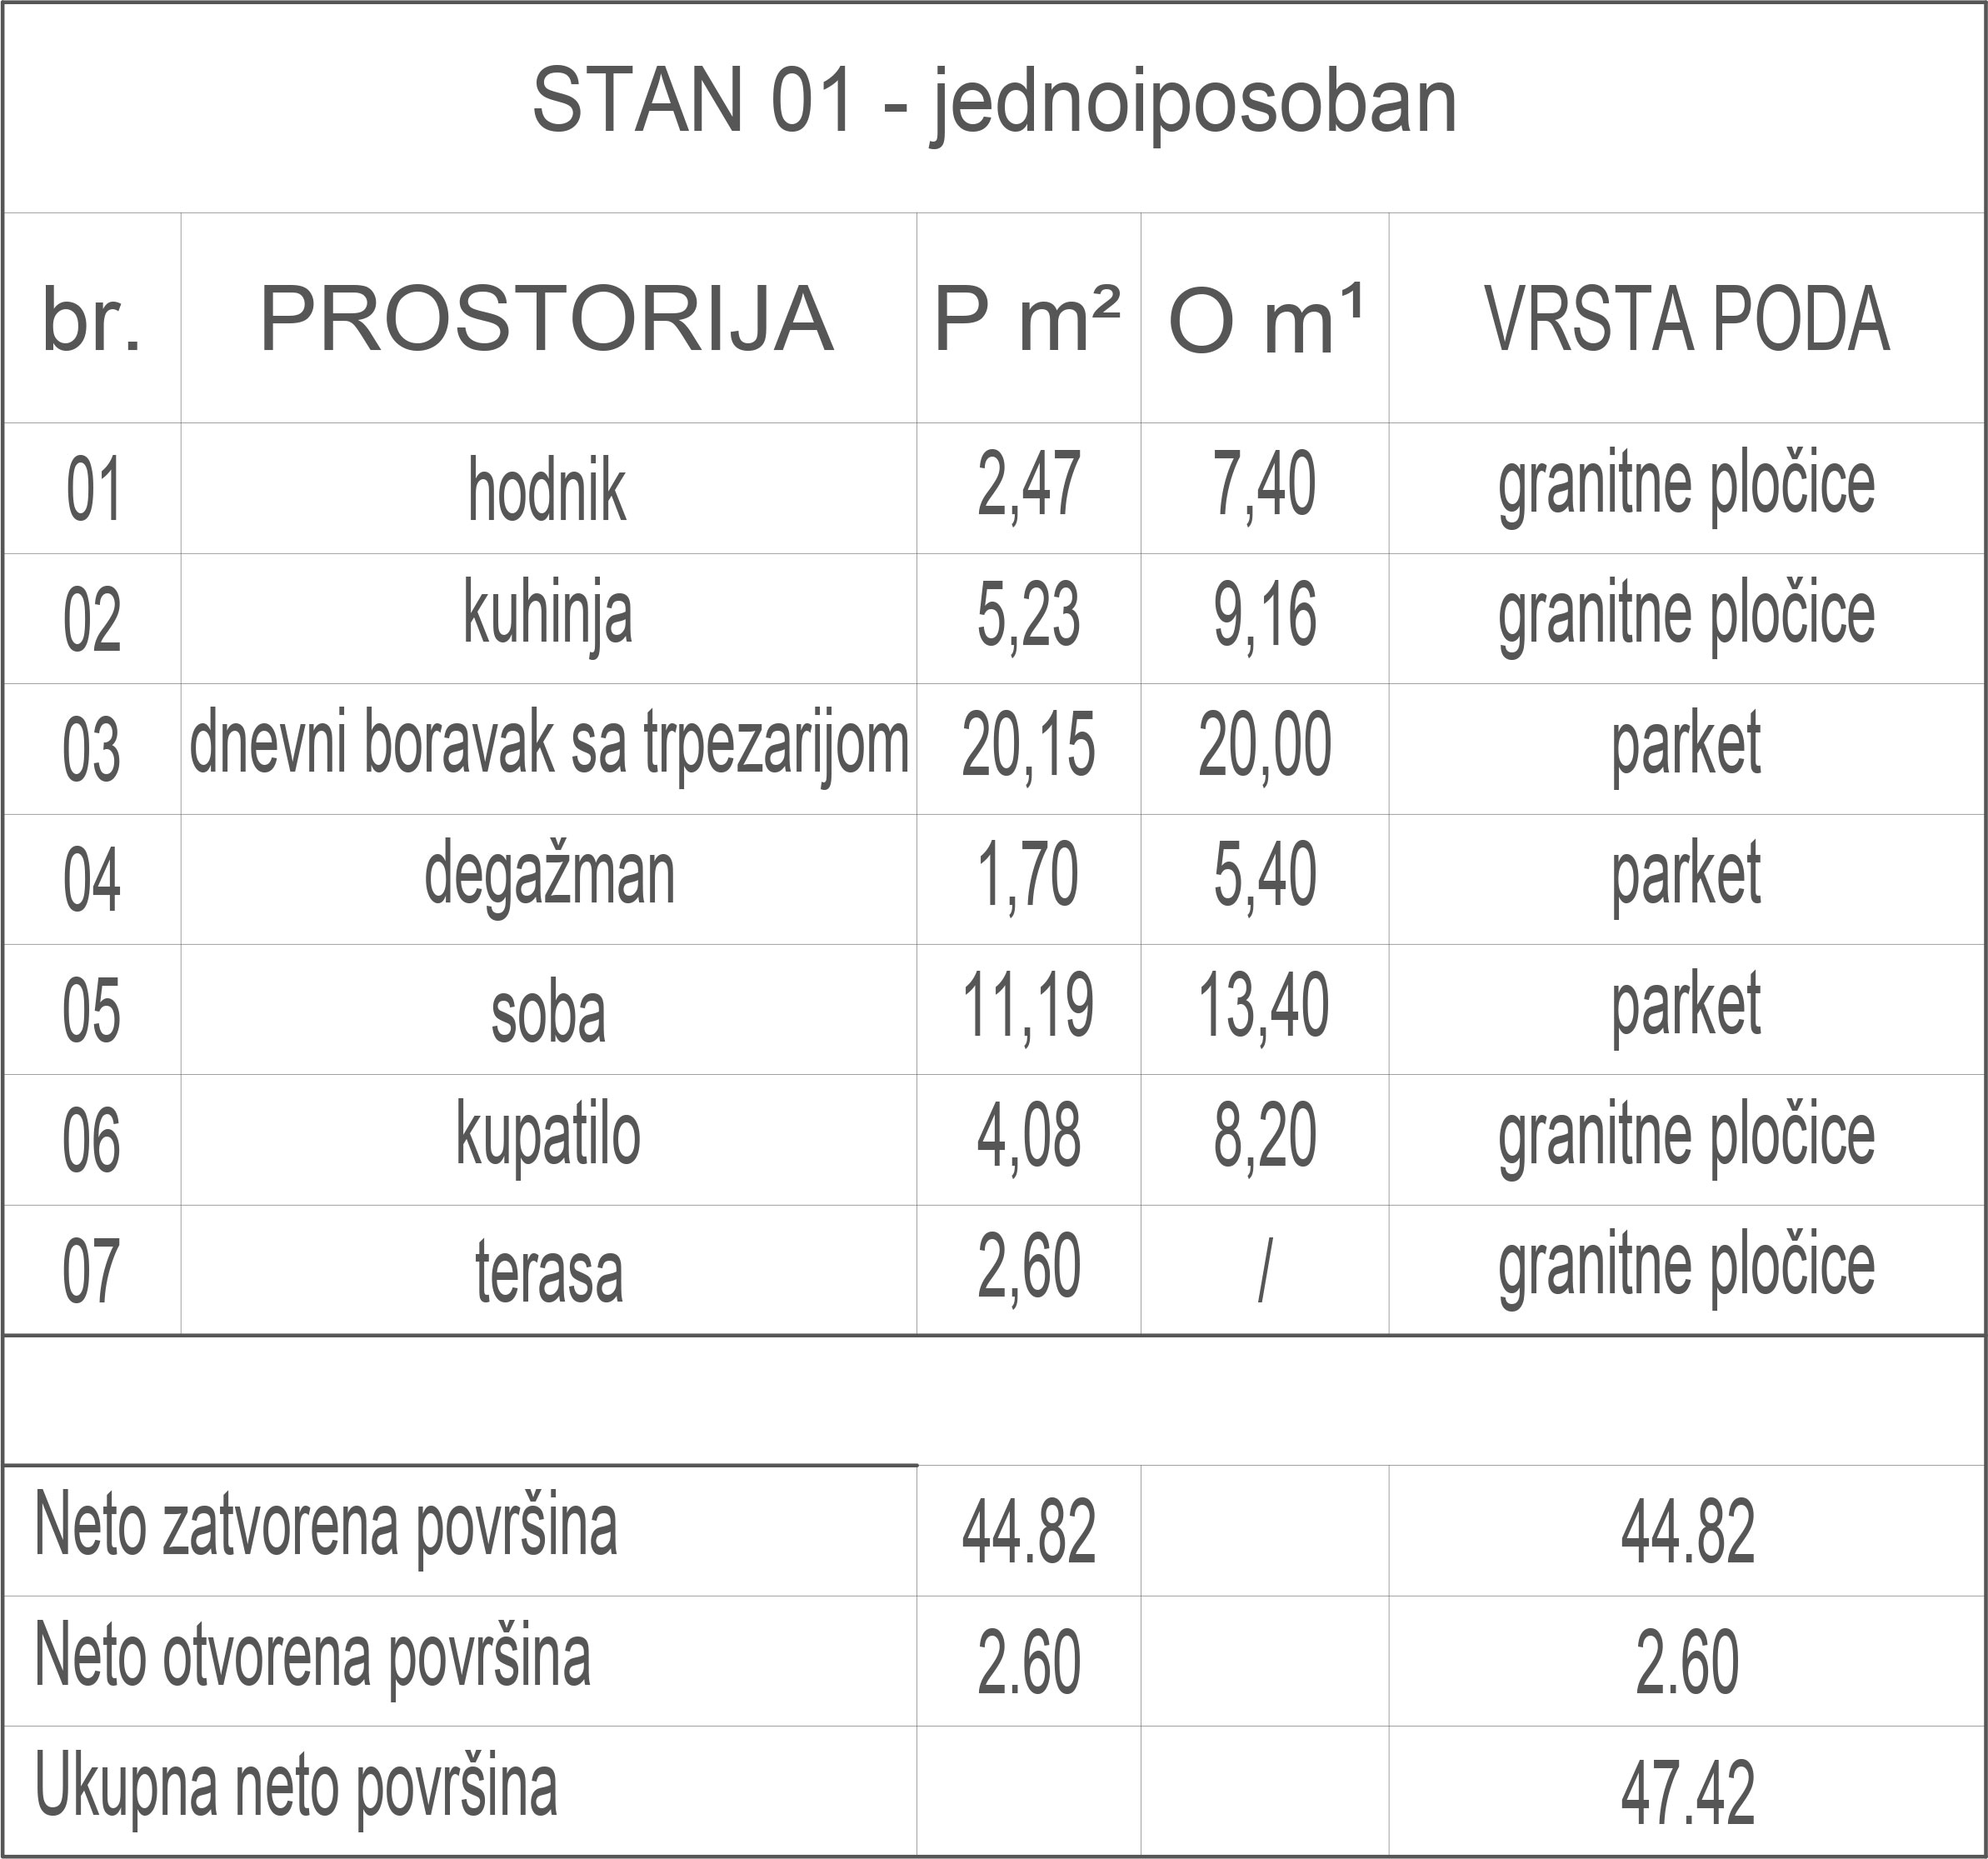 STAN 01 - jednoiposoban
br. PROSTORIJA P m² O m¹ VRSTA PODA
01 hodnik 2,47 7,40 granitne pločice
02 kuhinja 5,23 9,16 granitne pločice
03 dnevni boravak sa trpezarijom 20,15 20,00 parket
04 degažman 1,70 5,40 parket
05 soba 11,19 13,40 parket
06 kupatilo 4,08 8,20 granitne pločice
07 terasa 2,60 / granitne pločice
Neto zatvorena površina 44.82 44.82
Neto otvorena površina 2.60 2.60
Ukupna neto površina 47.42